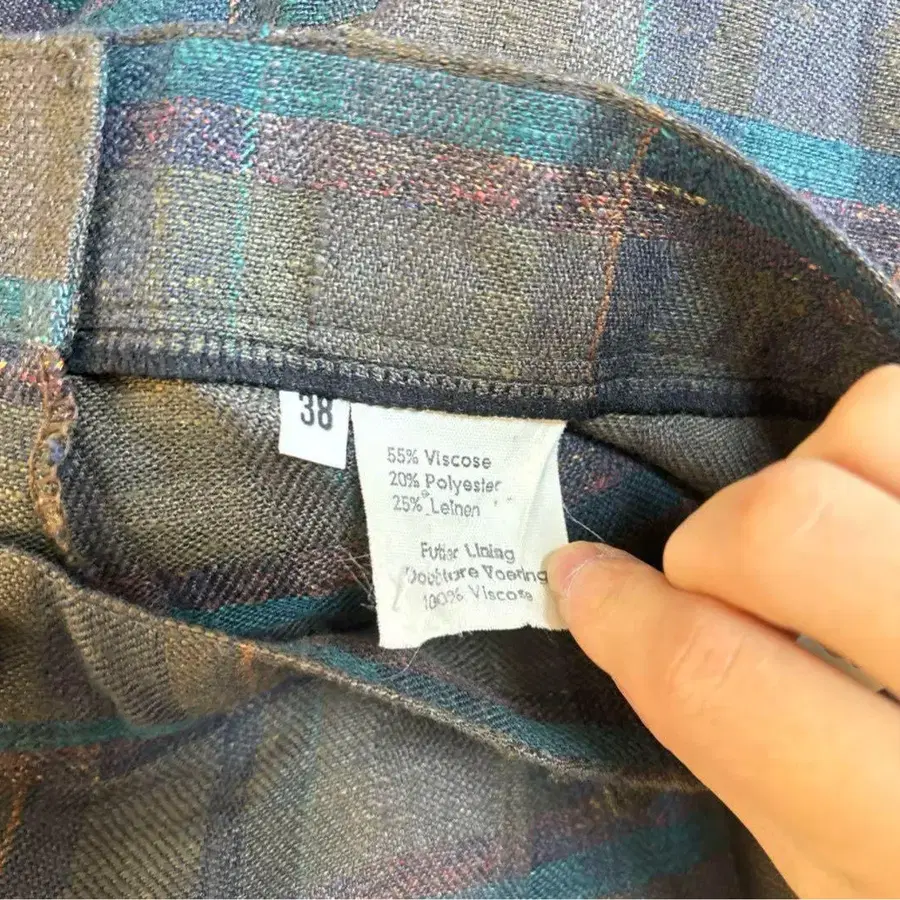 38
55% Viscose
20% Polyester
25% Leinen
Futter Lining
Doublure Voering
100% Viscose